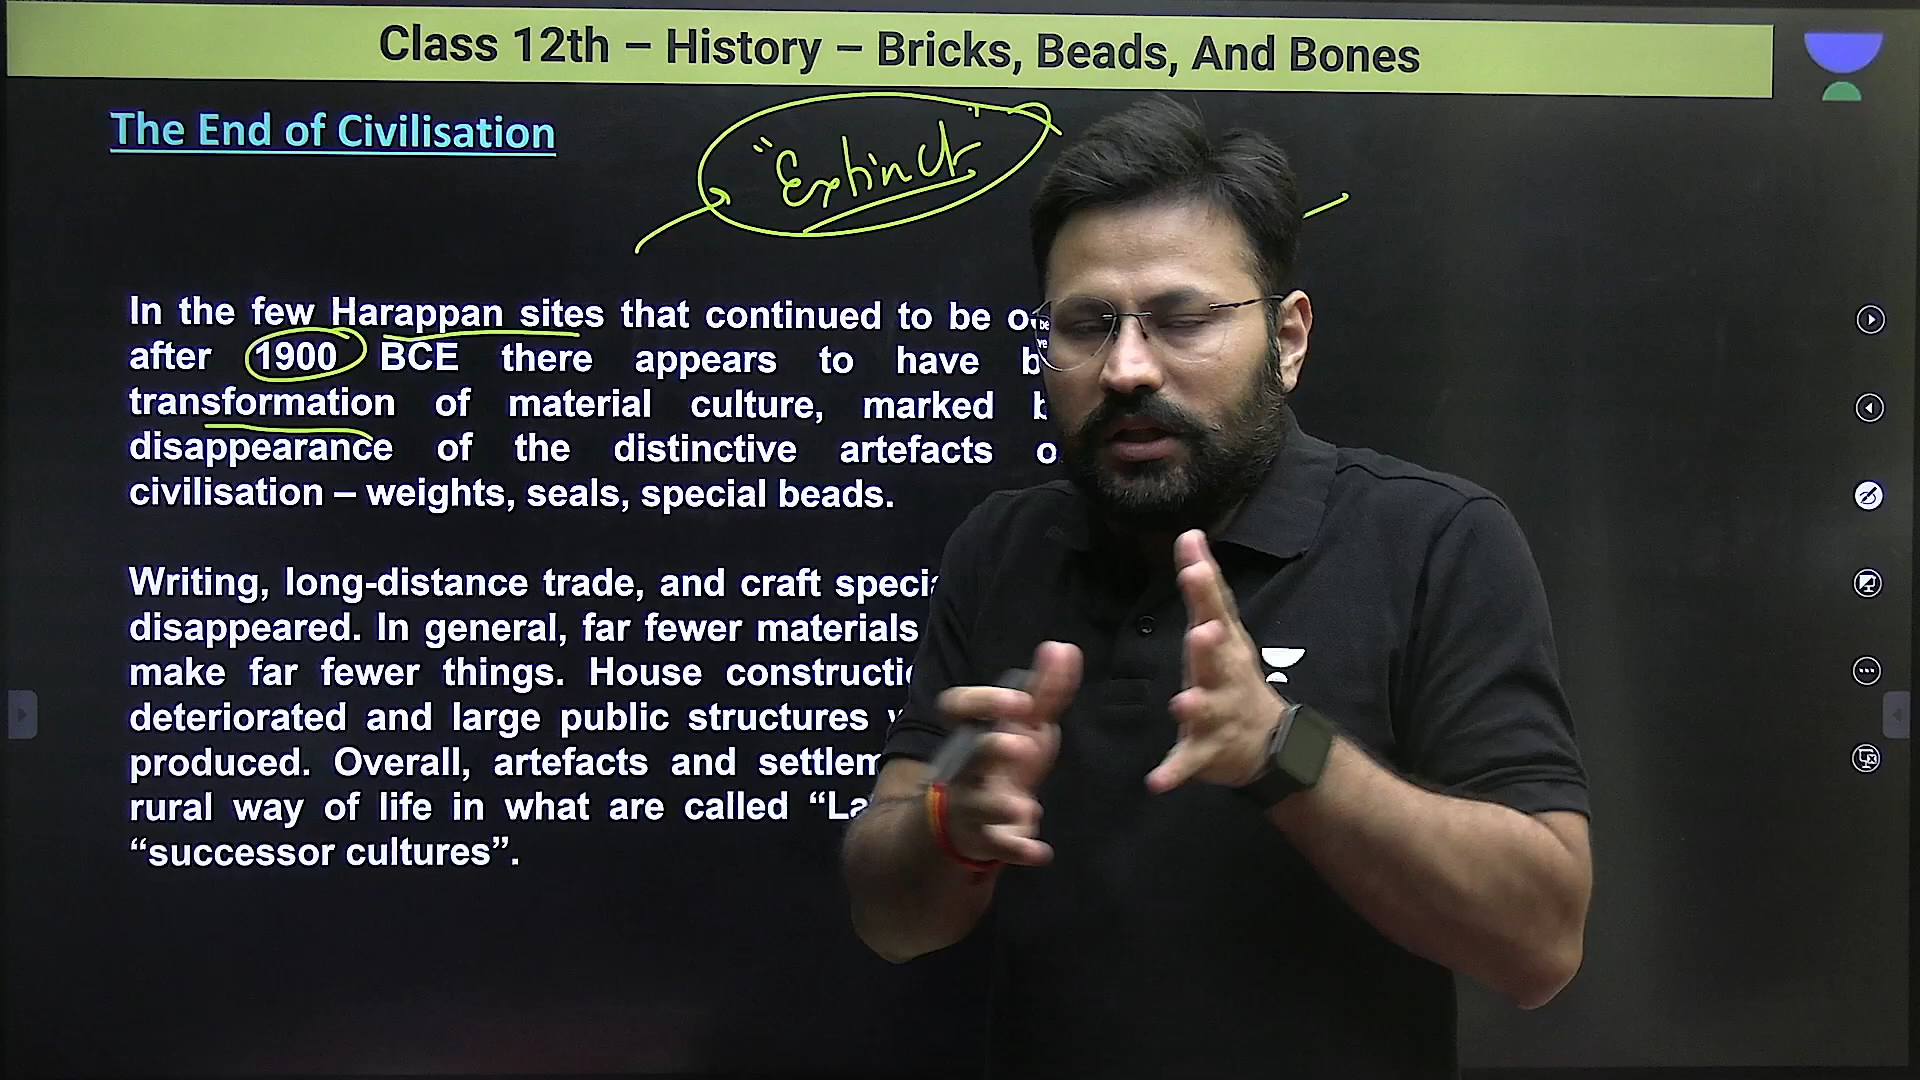 Class 12th – History – Bricks, Beads, And Bones
The End of Civilisation
"Extinct"
In the few Harappan sites that continued to be
after 1900 BCE there appears to have
transformation of material culture, marked
disappearance of the distinctive artefacts
civilisation – weights, seals, special beads.
Writing, long-distance trade, and craft
disappeared. In general, far fewer materials
make far fewer things. House
deteriorated and large public structures
produced. Overall, artefacts and
rural way of life in what are called
“successor cultures”.